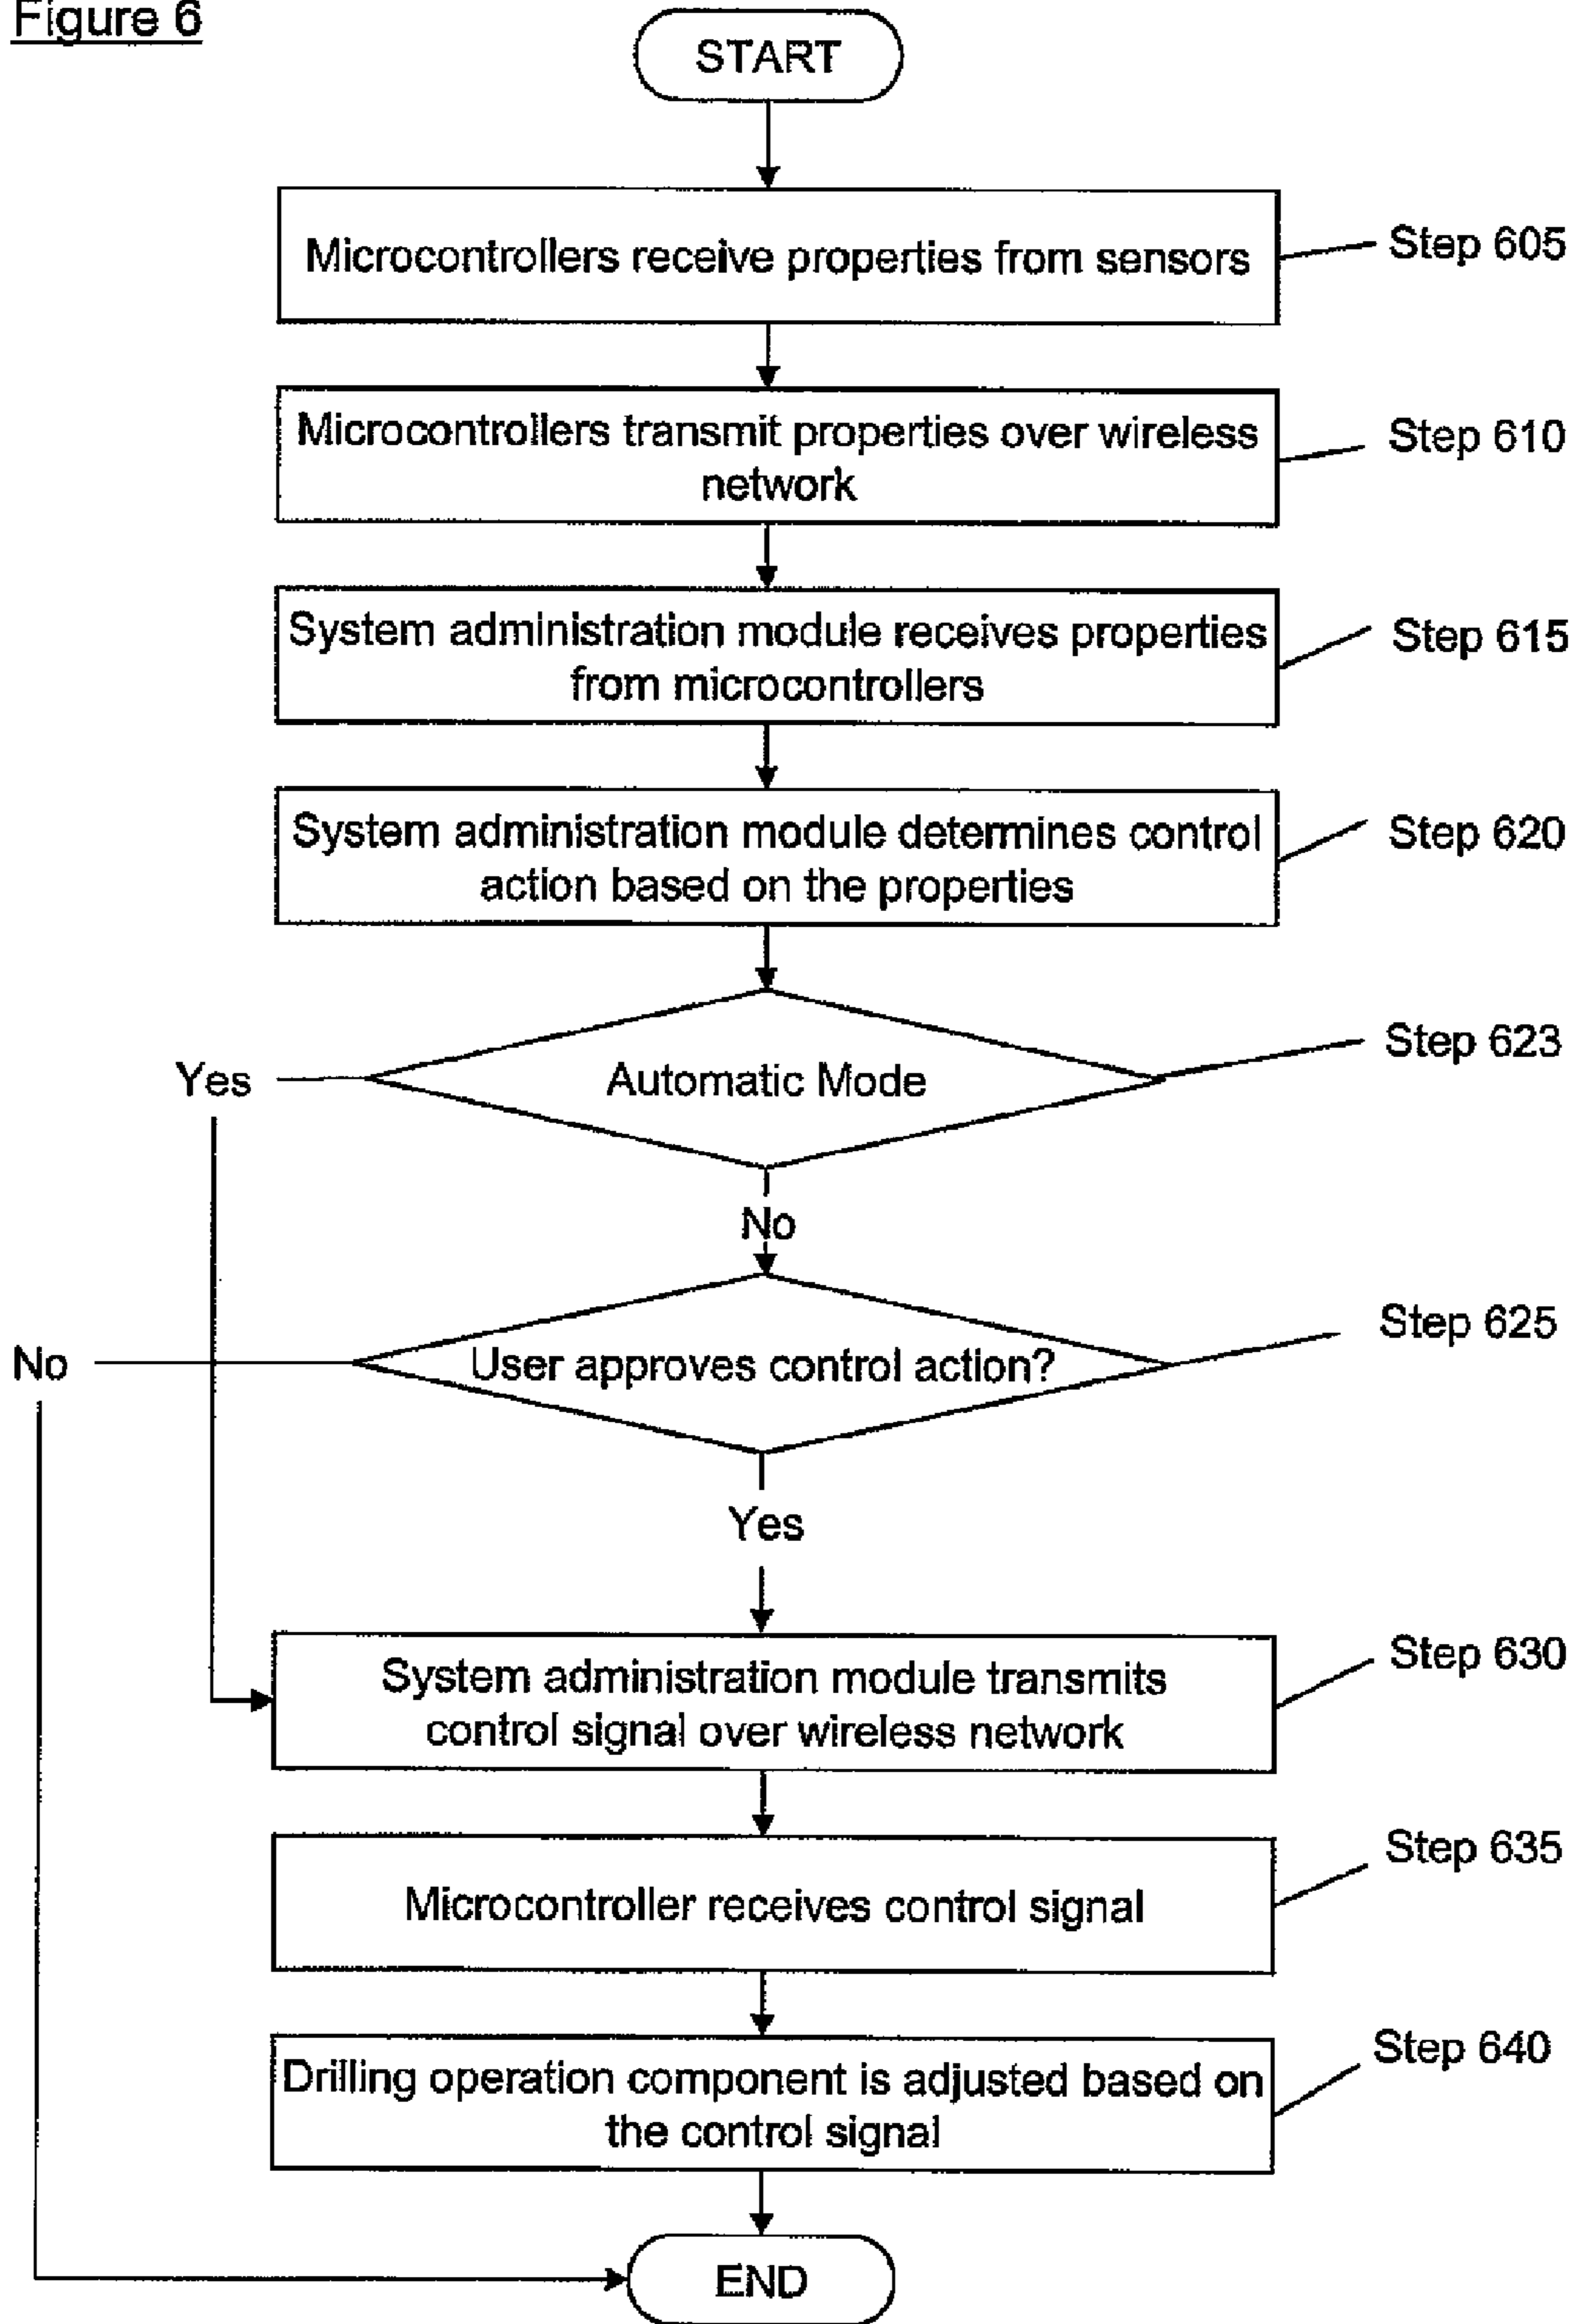 Figure 6
START
Microcontrollers receive properties from sensors
Step 605
Microcontrollers transmit properties over wireless
network
Step 610
System administration module receives properties
from microcontrollers
Step 615
System administration module determines control
action based on the properties
Step 620
Automatic Mode
Step 623
Yes
No
User approves control action?
Step 625
No
Yes
System administration module transmits
control signal over wireless network
Step 630
Microcontroller receives control signal
Step 635
Drilling operation component is adjusted based on
the control signal
Step 640
END